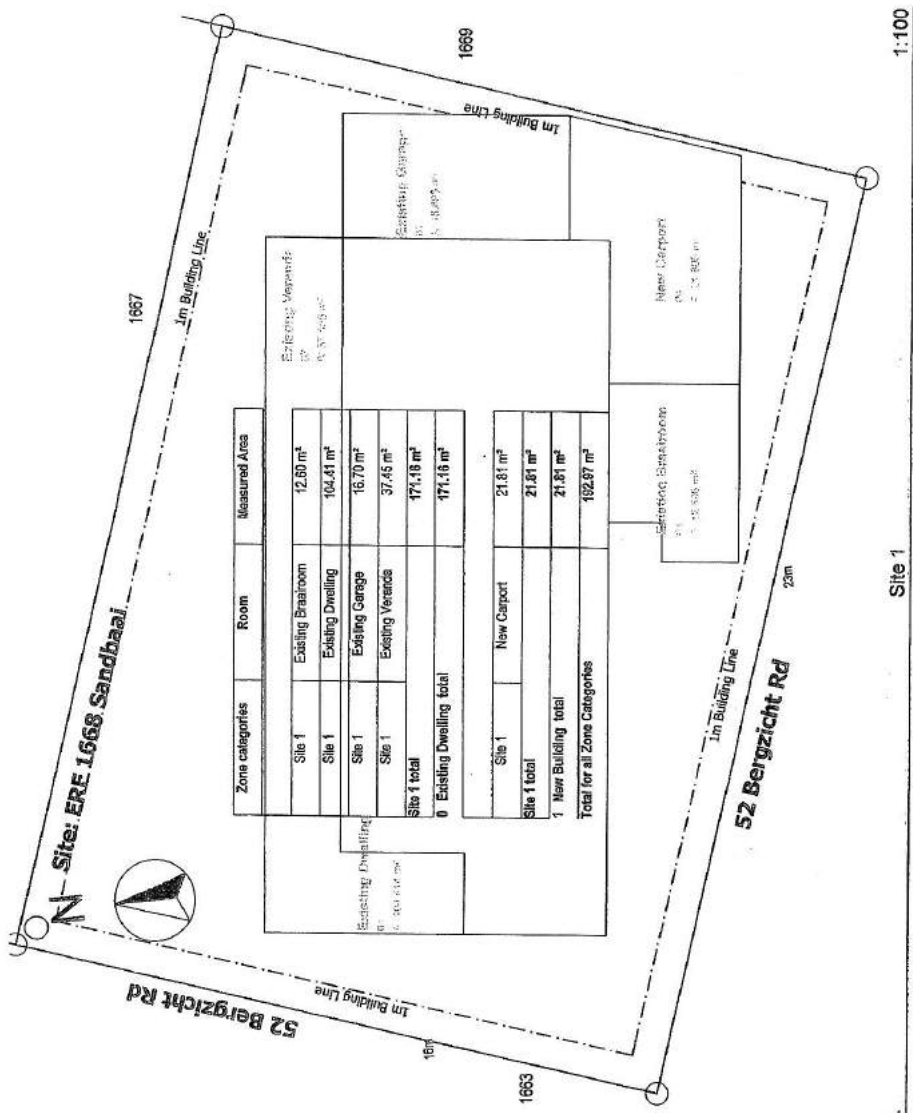 Site: ERE 1668 Sandbaai
N
1667
1m Building Line
1669
1m Building Line
52 Bergzicht Rd
1m Building Line
16m
1663
Existing Veranda
Existing Garage
Existing Dwelling
Existing Braairoom
New Carport
Zone categories Room Measured Area
Site 1 Existing Braairoom 12.60 m²
Site 1 Existing Dwelling 104.41 m²
Site 1 Existing Garage 16.70 m²
Site 1 Existing Veranda 37.45 m²
Site 1 total 171.16 m²
0 Existing Dwelling total 171.16 m²
Site 1 New Carport 21.81 m²
Site 1 total 21.81 m²
1 New Building total 21.81 m²
Total for all Zone Categories 192.97 m²
23m
1m Building Line
52 Bergzicht Rd
Site 1
1:100